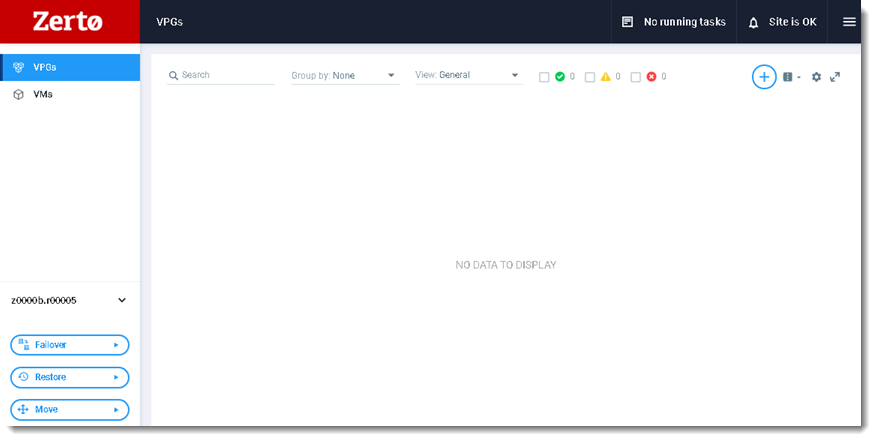 Zertø
VPGs
No running tasks
Site is OK
VPGs
VMs
Search
Group by: None
View: General
0
0
0
NO DATA TO DISPLAY
z0000b.r00005
Failover
Restore
Move